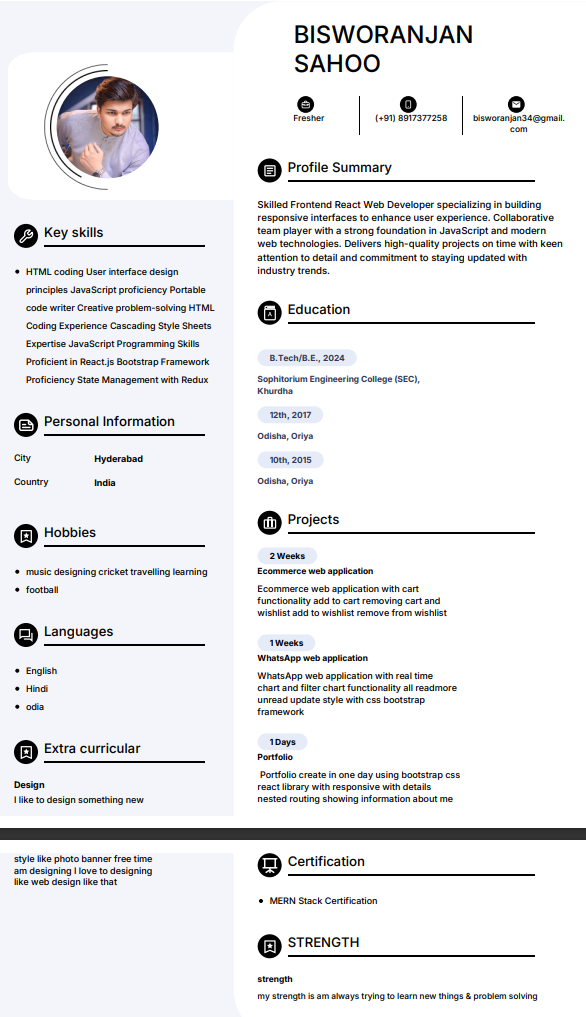 BISWORANJAN
SAHOO
Fresher
(+91) 8917377258
bisworanjan34@gmail.
com
Key skills
HTML coding User interface design
principles JavaScript proficiency Portable
code writer Creative problem-solving HTML
Coding Experience Cascading Style Sheets
Expertise JavaScript Programming Skills
Proficient in React.js Bootstrap Framework
Proficiency State Management with Redux
Personal Information
City Hyderabad
Country India
Hobbies
music designing cricket travelling learning
football
Languages
English
Hindi
odia
Extra curricular
Design
I like to design something new
style like photo banner free time
am designing I love to designing
like web design like that
Profile Summary
Skilled Frontend React Web Developer specializing in building
responsive interfaces to enhance user experience. Collaborative
team player with a strong foundation in JavaScript and modern
web technologies. Delivers high-quality projects on time with keen
attention to detail and commitment to staying updated with
industry trends.
Education
B.Tech/B.E., 2024
Sophitorium Engineering College (SEC),
Khurdha
12th, 2017
Odisha, Oriya
10th, 2015
Odisha, Oriya
Projects
2 Weeks
Ecommerce web application
Ecommerce web application with cart
functionality add to cart removing cart and
wishlist add to wishlist remove from wishlist
1 Weeks
WhatsApp web application
WhatsApp web application with real time
chart and filter chart functionality all readmore
unread update style with css bootstrap
framework
1 Days
Portfolio
Portfolio create in one day using bootstrap css
react library with responsive with details
nested routing showing information about me
Certification
MERN Stack Certification
STRENGTH
strength
my strength is am always trying to learn new things & problem solving